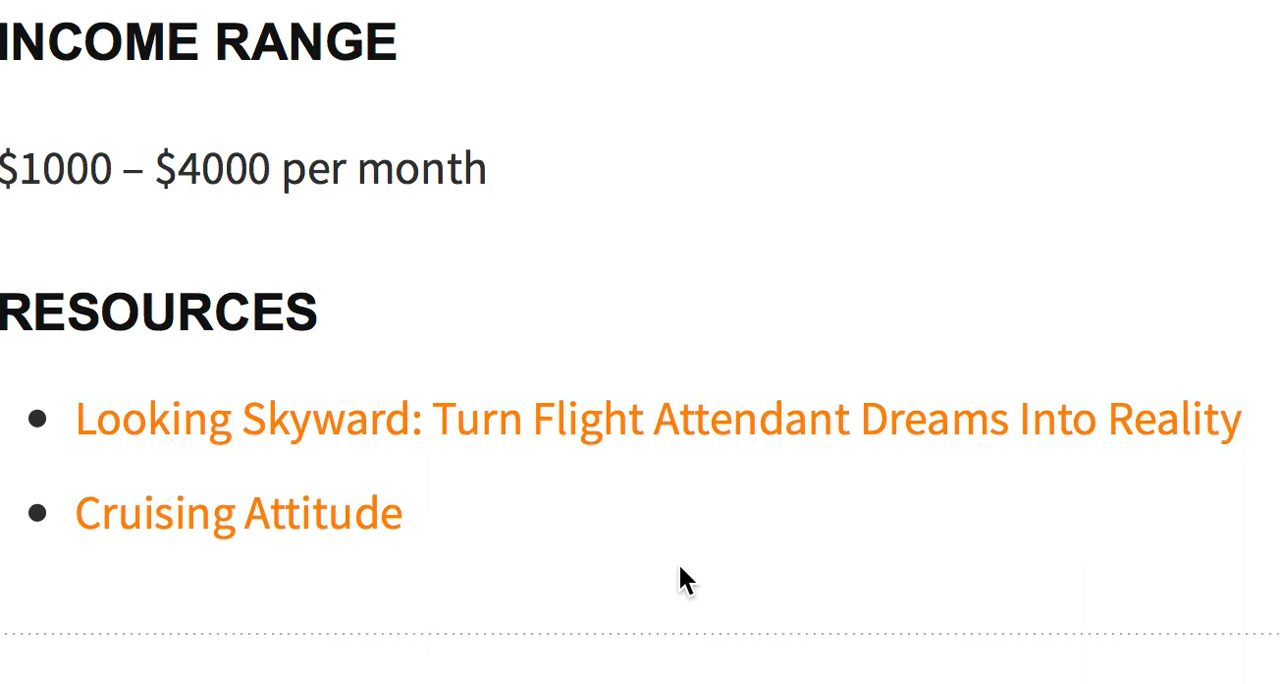 INCOME RANGE
$1000 – $4000 per month
RESOURCES
• Looking Skyward: Turn Flight Attendant Dreams Into Reality
• Cruising Attitude